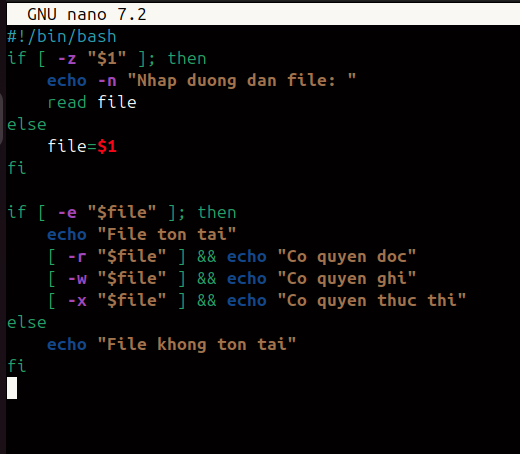 GNU nano 7.2
#!/bin/bash
if [ -z "$1" ]; then
    echo -n "Nhap duong dan file: "
    read file
else
    file=$1
fi

if [ -e "$file" ]; then
    echo "File ton tai"
    [ -r "$file" ] && echo "Co quyen doc"
    [ -w "$file" ] && echo "Co quyen ghi"
    [ -x "$file" ] && echo "Co quyen thuc thi"
else
    echo "File khong ton tai"
fi